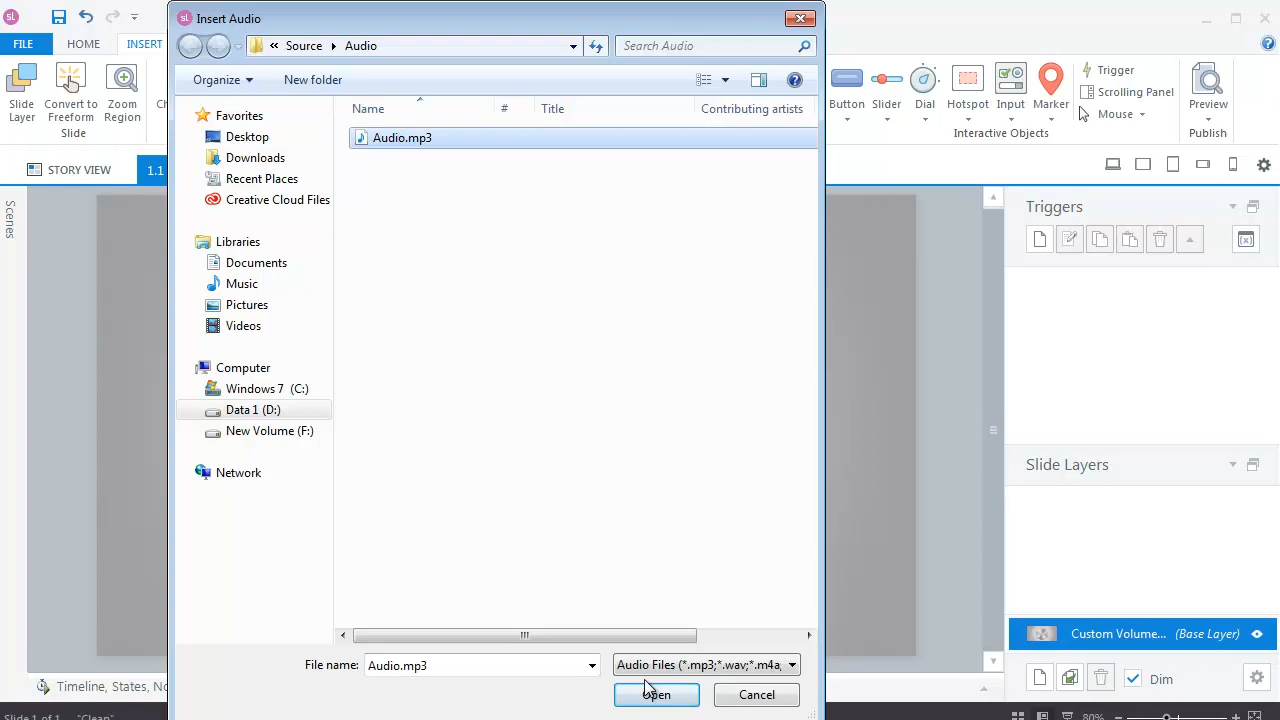 sl
Insert Audio
FILE
HOME
INSERT
Source
Audio
Search Audio
Slide
Layer
Convert to
Freeform
Zoom
Region
Slide
Organize
New folder
Button
Slider
Dial
Hotspot
Input
Marker
Trigger
Scrolling Panel
Mouse
Interactive Objects
Preview
Publish
Name
#
Title
Contributing artists
Favorites
Desktop
Downloads
Recent Places
Creative Cloud Files
Audio.mp3
STORY VIEW
1.1
Scenes
Libraries
Documents
Music
Pictures
Videos
Computer
Windows 7 (C:)
Data 1 (D:)
New Volume (F:)
Network
Triggers
Slide Layers
Custom Volume... (Base Layer)
Dim
File name:
Audio.mp3
Audio Files (*.mp3;*.wav;*.m4a;
Open
Cancel
Timeline, States, No
Slide 1 of 1
"Clean"
80%